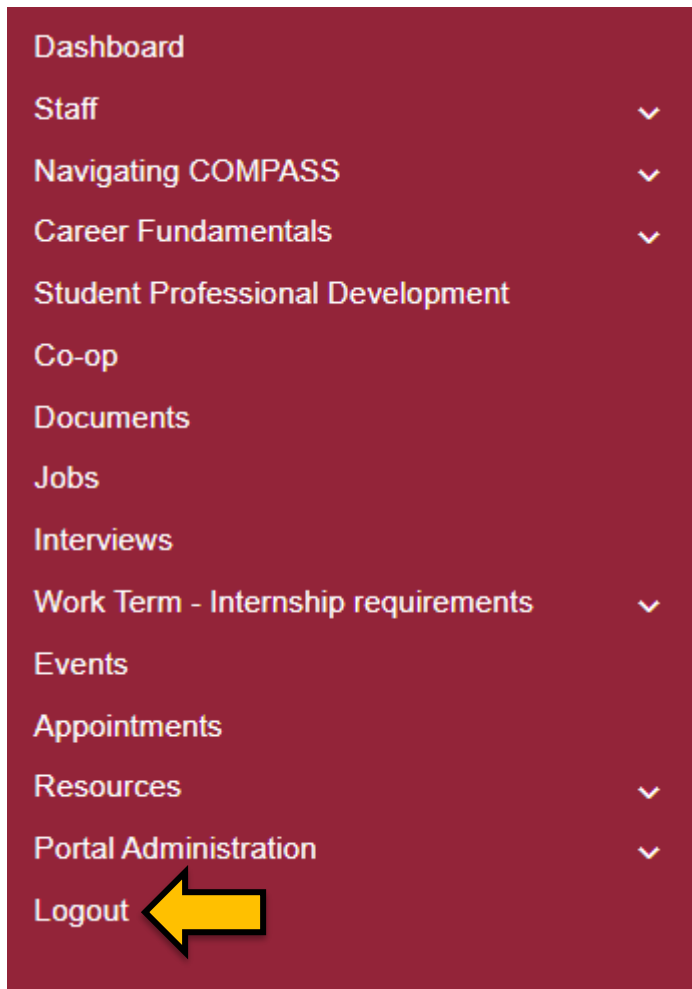 Dashboard
Staff
Navigating COMPASS
Career Fundamentals
Student Professional Development
Co-op
Documents
Jobs
Interviews
Work Term - Internship requirements
Events
Appointments
Resources
Portal Administration
Logout